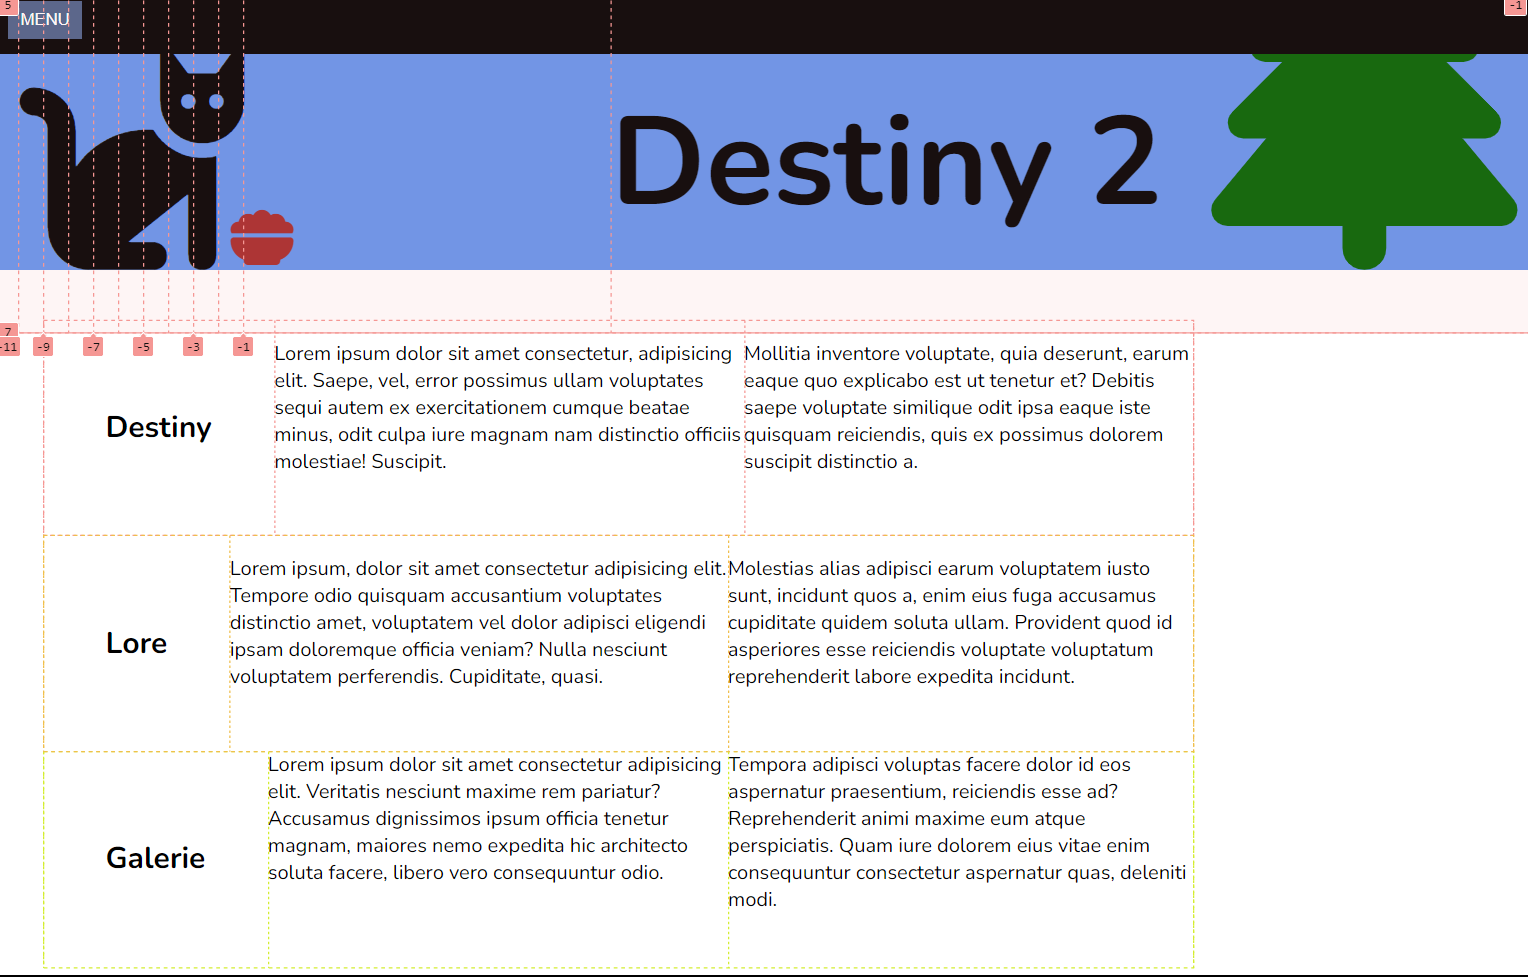 5
MENU
-1
Destiny 2
7
-11
-9
-7
-5
-3
-1
Destiny
Lorem ipsum dolor sit amet consectetur, adipisicing
elit. Saepe, vel, error possimus ullam voluptates
sequi autem ex exercitationem cumque beatae
minus, odit culpa iure magnam nam distinctio officiis
molestiae! Suscipit.
Mollitia inventore voluptate, quia deserunt, earum
eaque quo explicabo est ut tenetur et? Debitis
saepe voluptate similique odit ipsa eaque iste
quisquam reiciendis, quis ex possimus dolorem
suscipit distinctio a.
Lore
Lorem ipsum, dolor sit amet consectetur adipisicing elit.
Tempore odio quisquam accusantium voluptates
distinctio amet, voluptatem vel dolor adipisci eligendi
ipsam doloremque officia veniam? Nulla nesciunt
voluptatem perferendis. Cupiditate, quasi.
Molestias alias adipisci earum voluptatem iusto
sunt, incidunt quos a, enim eius fuga accusamus
cupiditate quidem soluta ullam. Provident quod id
asperiores esse reiciendis voluptate voluptatum
reprehenderit labore expedita incidunt.
Galerie
Lorem ipsum dolor sit amet consectetur adipisicing
elit. Veritatis nesciunt maxime rem pariatur?
Accusamus dignissimos ipsum officia tenetur
magnam, maiores nemo expedita hic architecto
soluta facere, libero vero consequuntur odio.
Tempora adipisci voluptas facere dolor id eos
aspernatur praesentium, reiciendis esse ad?
Reprehenderit animi maxime eum atque
perspiciatis. Quam iure dolorem eius vitae enim
consequuntur consectetur aspernatur quas, deleniti
modi.